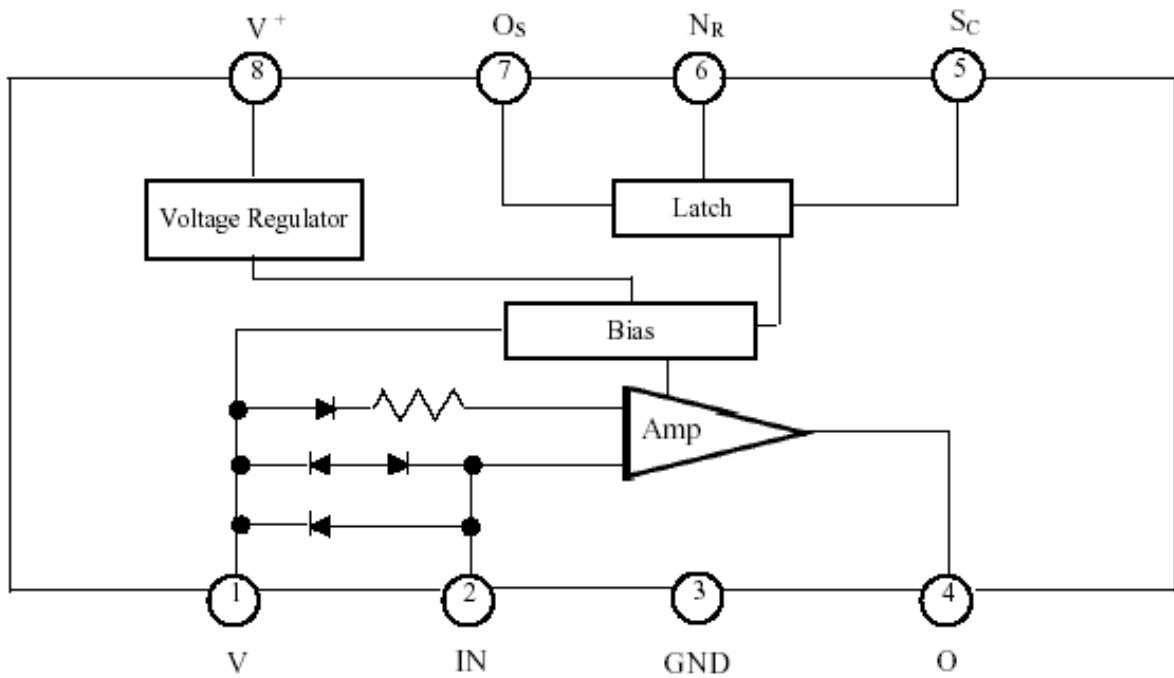 V+ OS NR SC
8 7 6 5
Voltage Regulator Latch
Bias
Amp
1 2 3 4
V IN GND O